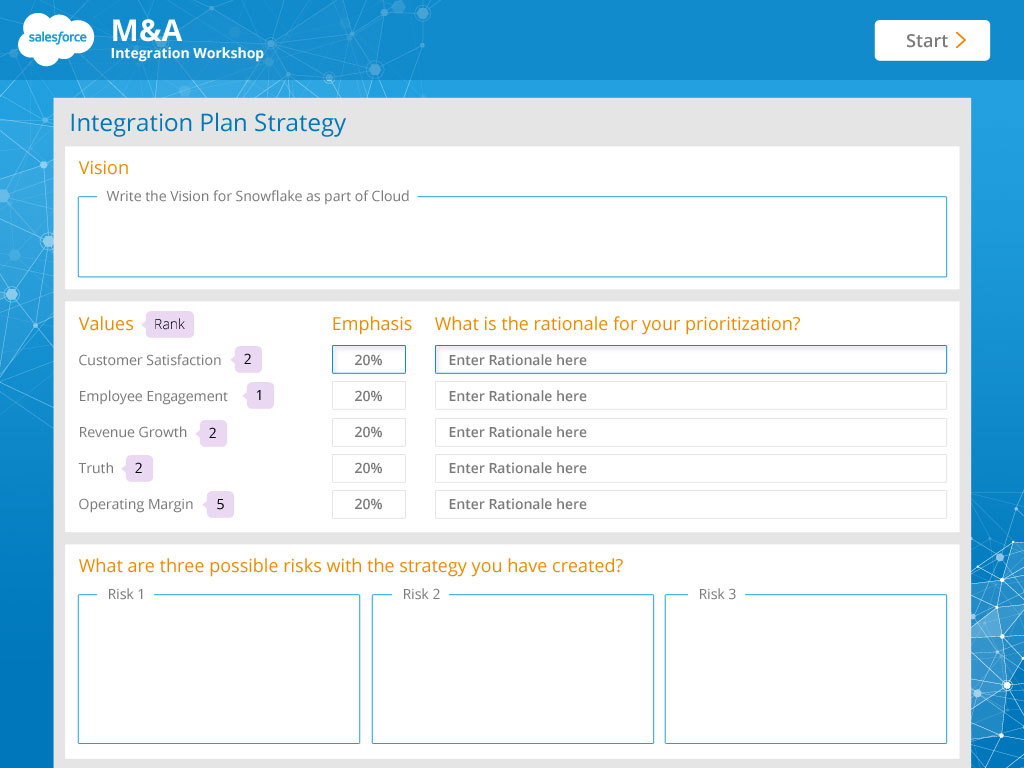 salesforce
M&A
Integration Workshop
Start
Integration Plan Strategy
Vision
Write the Vision for Snowflake as part of Cloud
Values Rank Emphasis What is the rationale for your prioritization?
Customer Satisfaction 2 20% Enter Rationale here
Employee Engagement 1 20% Enter Rationale here
Revenue Growth 2 20% Enter Rationale here
Truth 2 20% Enter Rationale here
Operating Margin 5 20% Enter Rationale here
What are three possible risks with the strategy you have created?
Risk 1 Risk 2 Risk 3